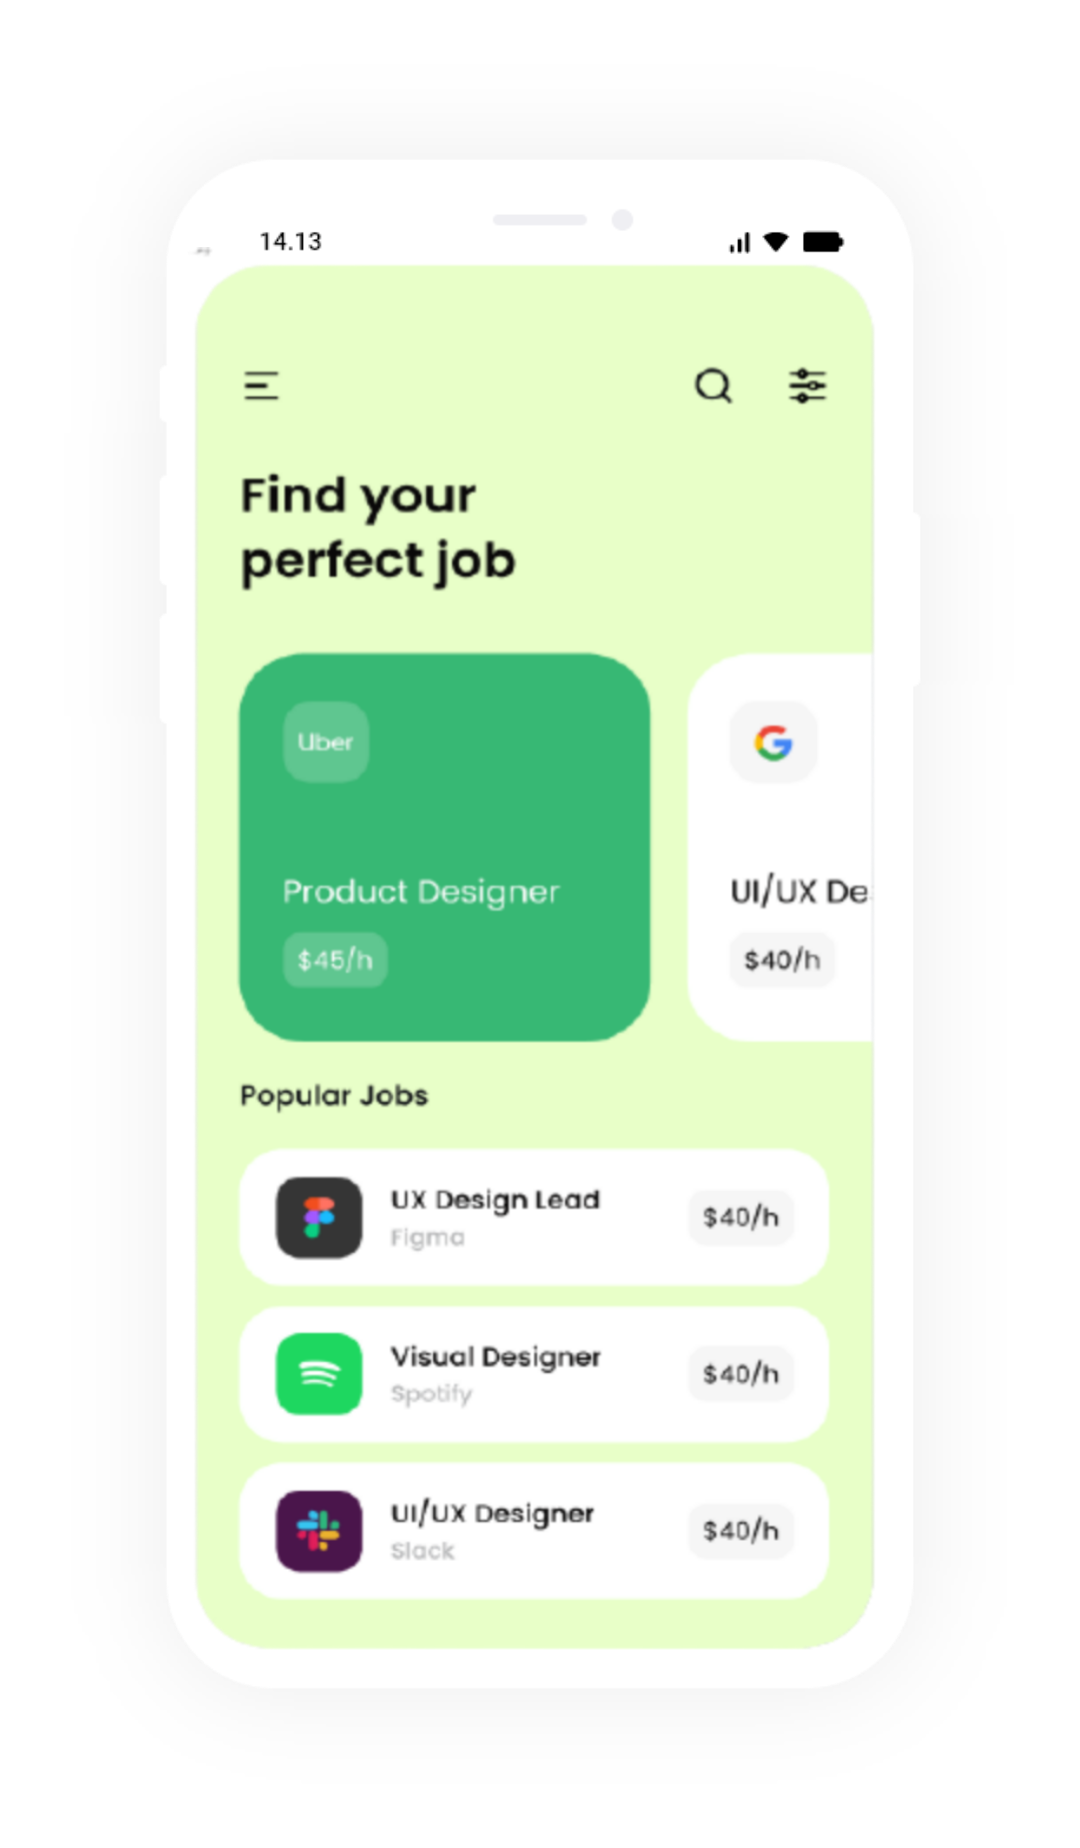 14.13
Find your
perfect job
Uber
Product Designer
$45/h
UI/UX De
$40/h
Popular Jobs
UX Design Lead
Figma
$40/h
Visual Designer
Spotify
$40/h
UI/UX Designer
Slack
$40/h